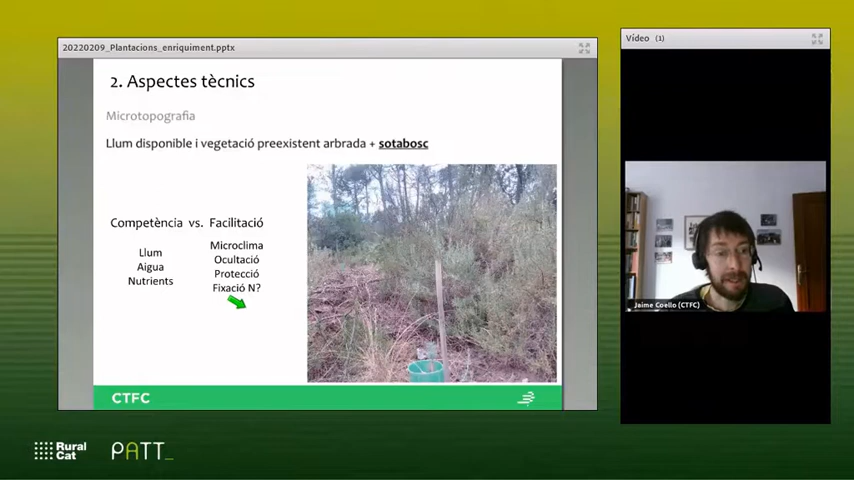 20220209_Plantacions_enriquiment.pptx
2. Aspectes tècnics
Microtopografia
Llum disponible i vegetació preexistent arbrada + sotabosc
Competència vs. Facilitació
Llum
Aigua
Nutrients
Microclima
Ocultació
Protecció
Fixació N?
CTFC
Vídeo (1)
Jaime Coello (CTFC)
Rural
Cat
PATT_